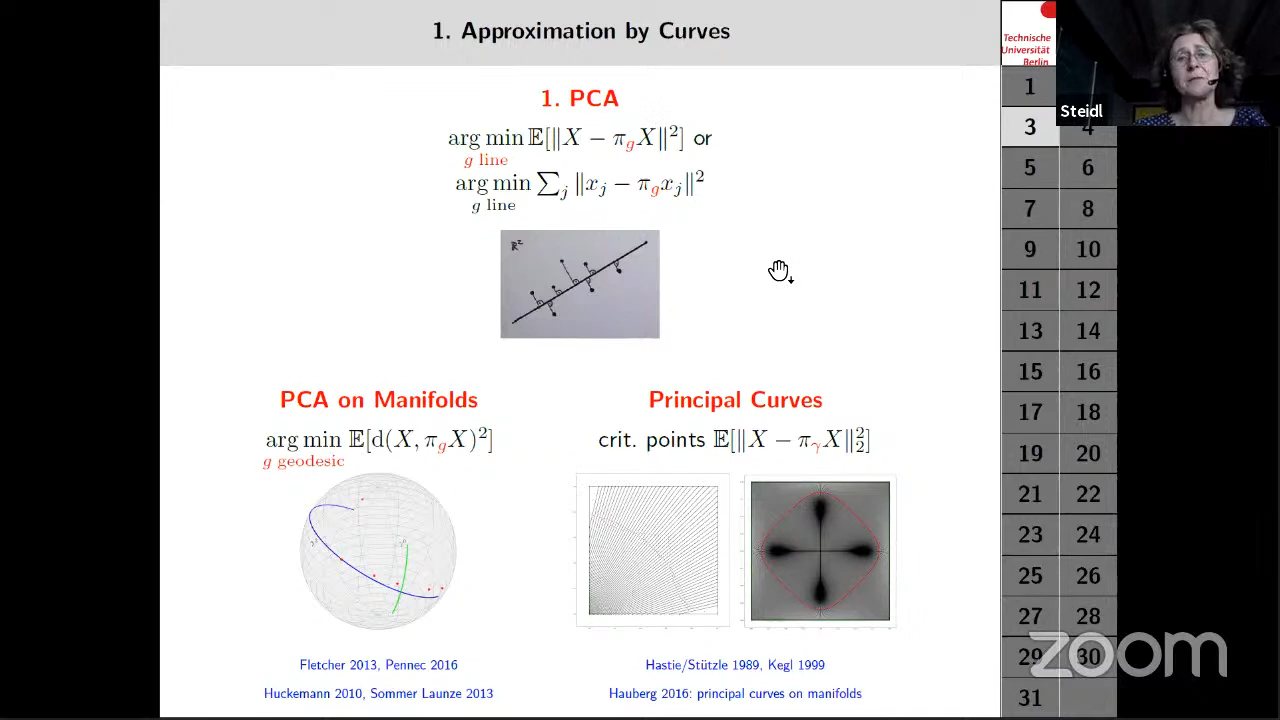 1. Approximation by Curves
1. PCA
arg min 𝔼[‖X − π_g X‖²] or
g line
arg min ∑_j ‖x_j − π_g x_j‖²
g line
ℝ²
PCA on Manifolds
arg min 𝔼[d(X, π_g X)²]
g geodesic
Fletcher 2013, Pennec 2016
Huckemann 2010, Sommer Launze 2013
Principal Curves
crit. points 𝔼[‖X − π_γ X‖₂²]
Hastie/Stützle 1989, Kegl 1999
Hauberg 2016: principal curves on manifolds
Technische
Universität
Berlin
Steidl
1
3 4
5 6
7 8
9 10
11 12
13 14
15 16
17 18
19 20
21 22
23 24
25 26
27 28
29 30
31
zoom